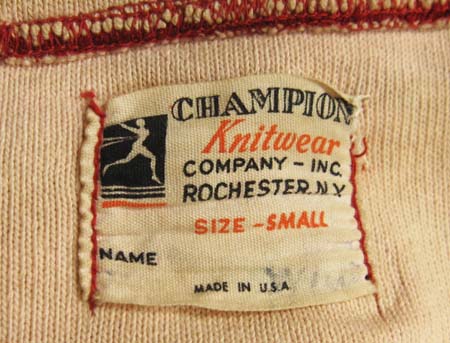 CHAMPION
Knitwear
COMPANY - INC.
ROCHESTER.N.Y.
SIZE - SMALL
NAME
MADE IN U.S.A.